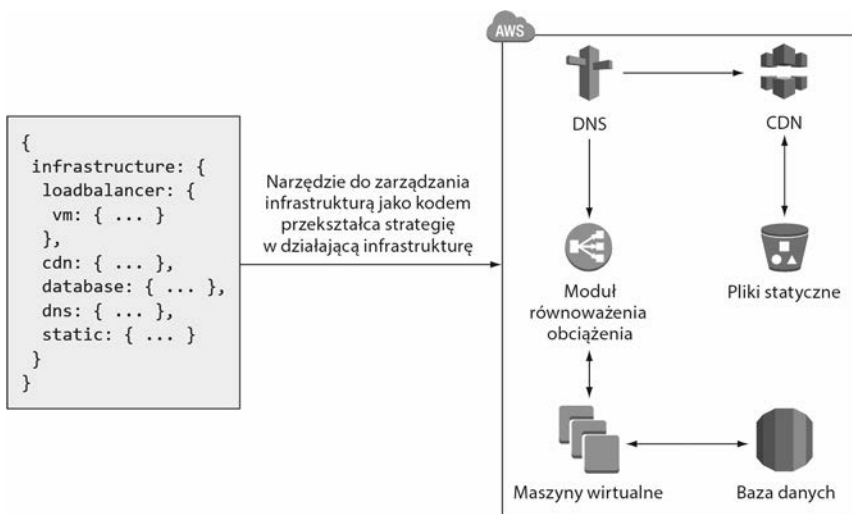 {
infrastructure: {
loadbalancer: {
vm: { ... }
},
cdn: { ... },
database: { ... },
dns: { ... },
static: { ... }
}
}
Narzędzie do zarządzania
infrastrukturą jako kodem
przekształca strategię
w działającą infrastrukturę
AWS
DNS
CDN
Moduł
równoważenia
obciążenia
Pliki statyczne
Maszyny wirtualne
Baza danych